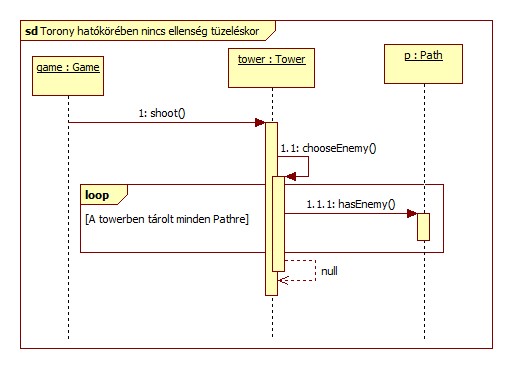 sd Torony hatókörében nincs ellenség tüzeléskor
game : Game
tower : Tower
p : Path
1: shoot()
1.1: chooseEnemy()
loop
[A towerben tárolt minden Pathre]
1.1.1: hasEnemy()
null